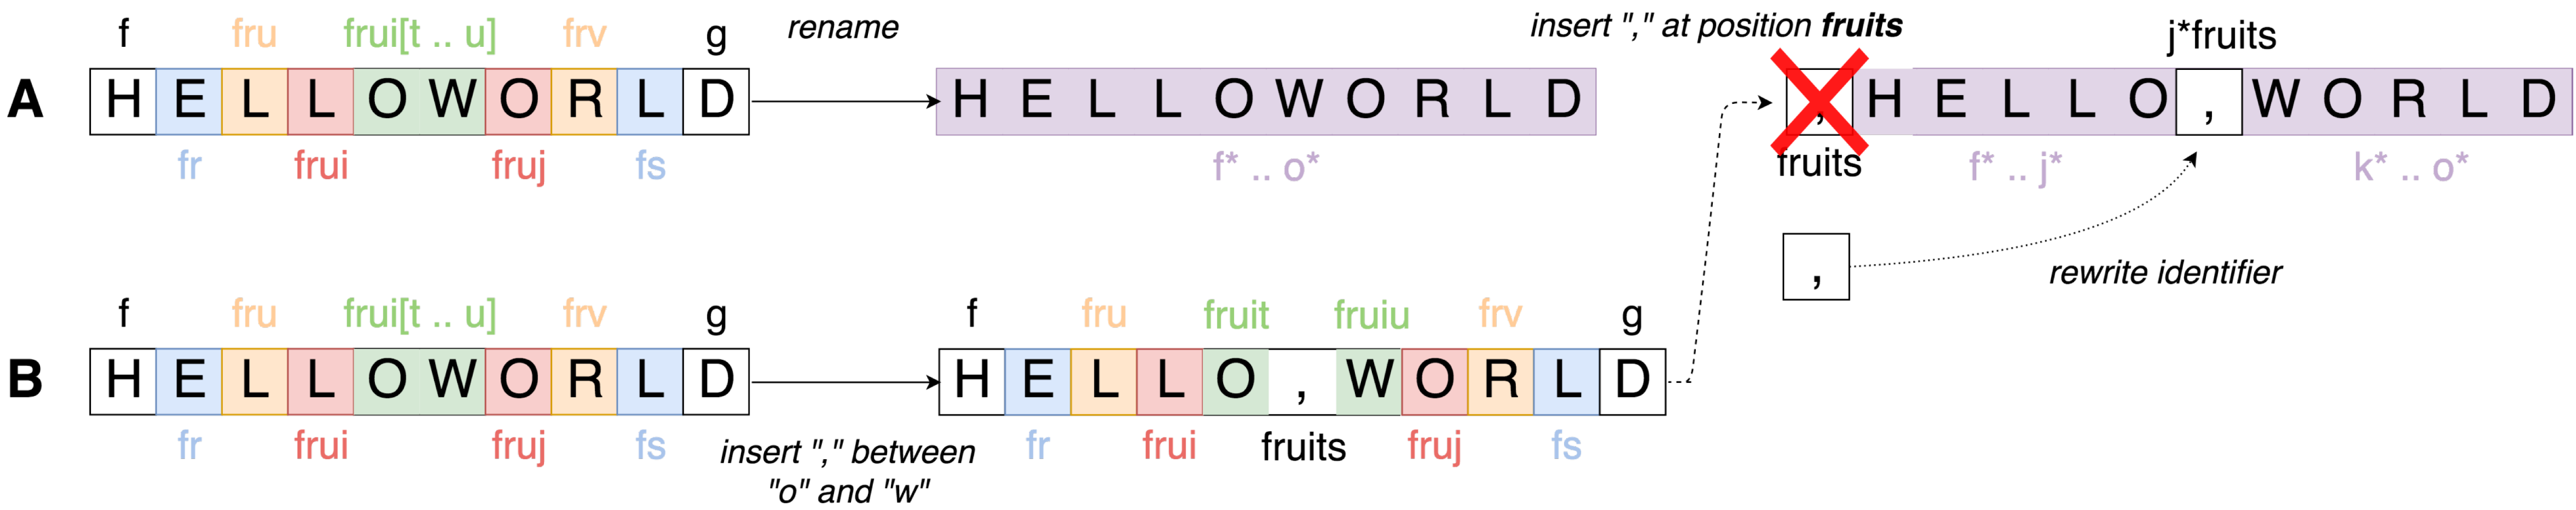 f fru frui[t .. u] frv g
rename
insert "," at position fruits
j*fruits
A
H E L L O W O R L D
H E L L O W O R L D
, H E L L O , W O R L D
fr frui fruj fs
f* .. o*
fruits
f* .. j*
k* .. o*
,
rewrite identifier
f fru frui[t .. u] frv g
f fru fruit fruiu frv g
B
H E L L O W O R L D
H E L L O , W O R L D
fr frui fruj fs
insert "," between
"o" and "w"
fr frui fruits fruj fs